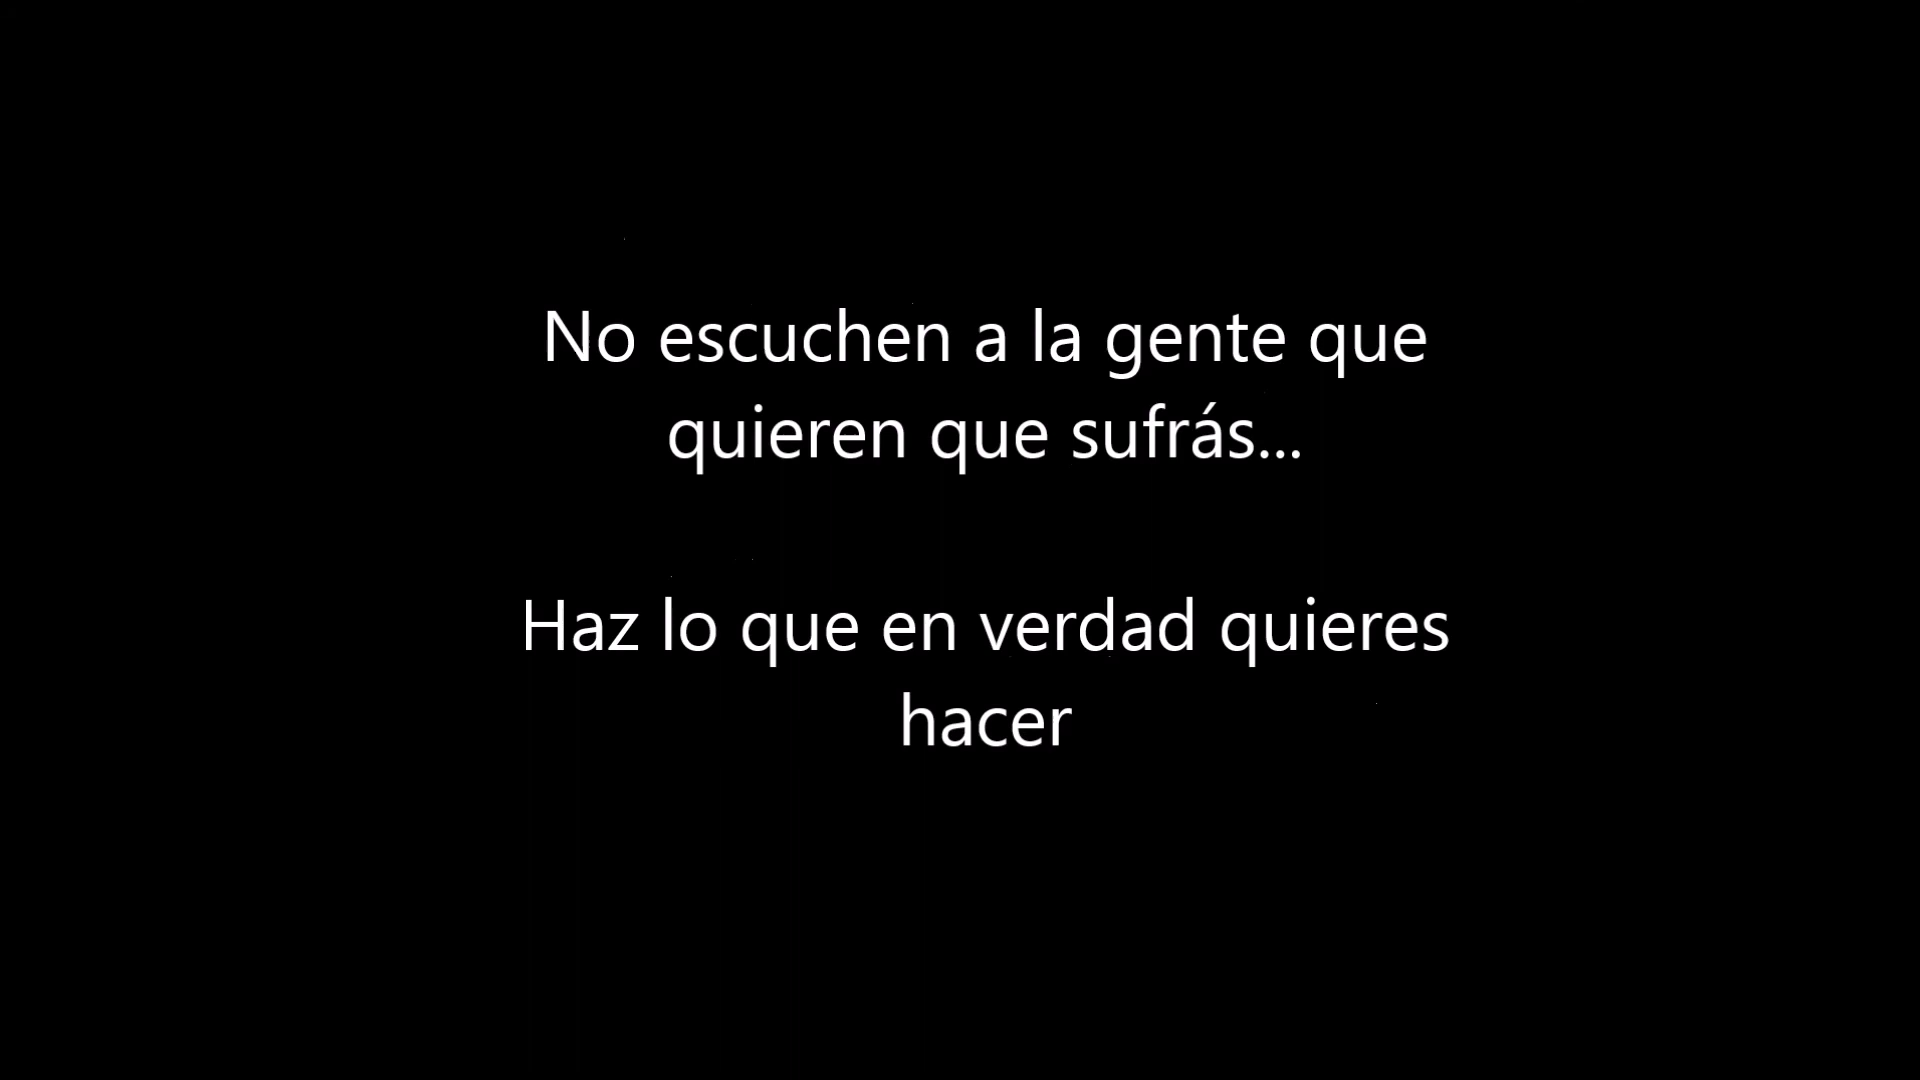 No escuchen a la gente que
quieren que sufrás...
Haz lo que en verdad quieres
hacer